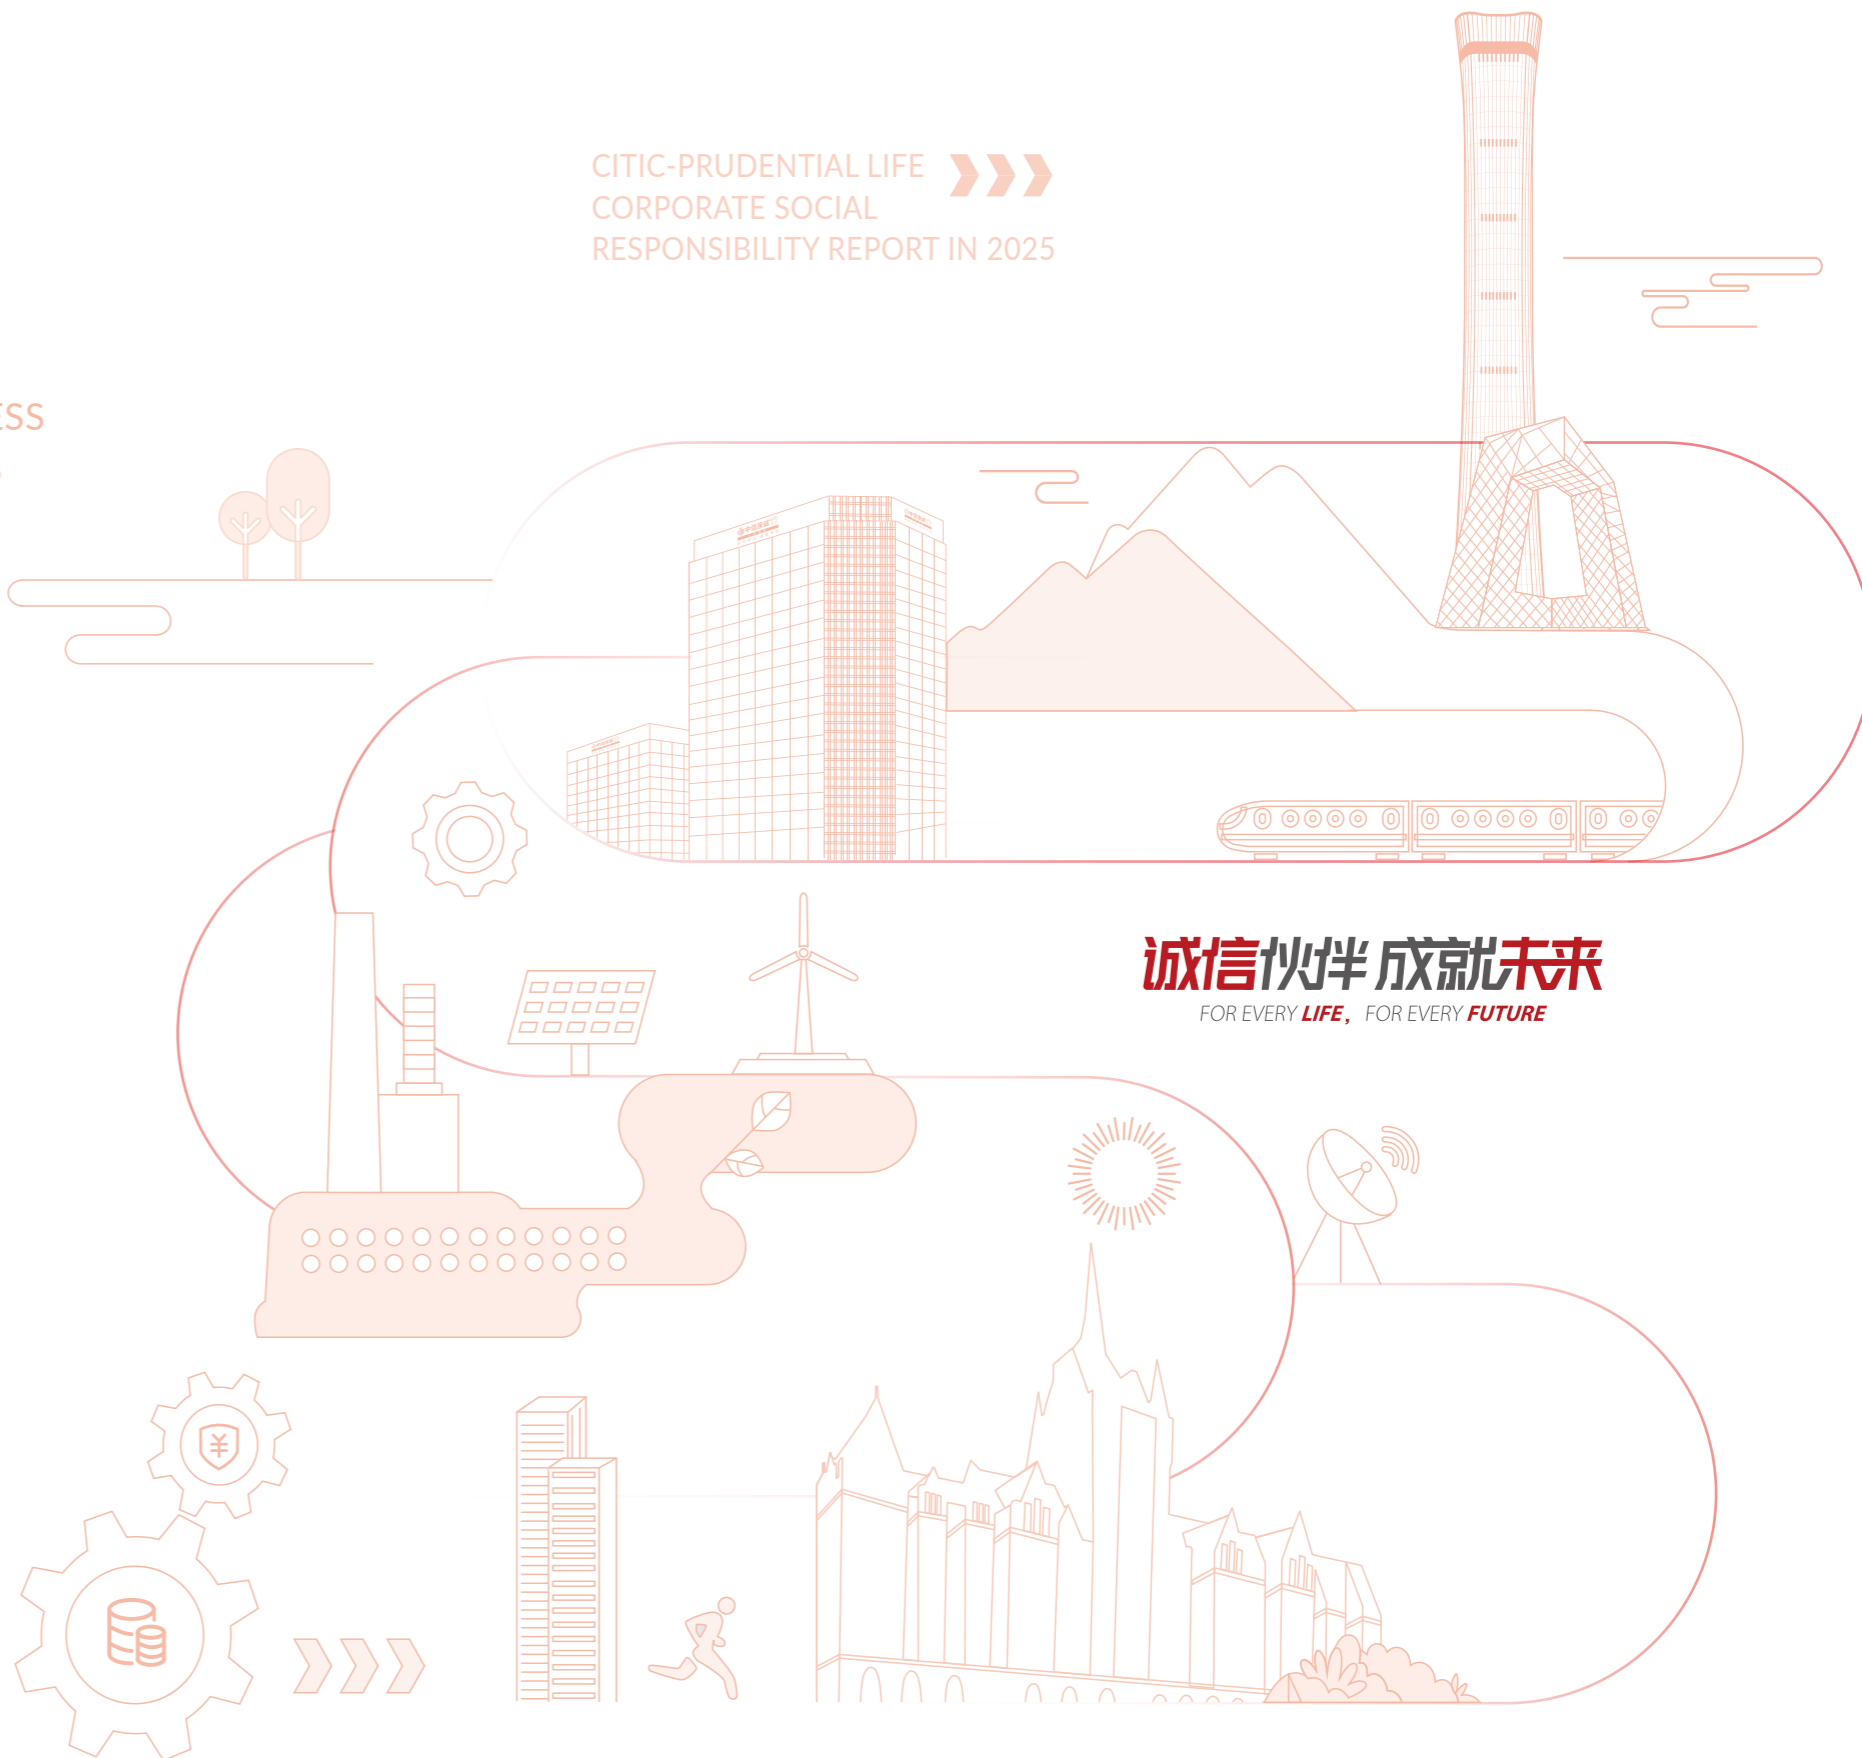 CITIC-PRUDENTIAL LIFE
CORPORATE SOCIAL
RESPONSIBILITY REPORT IN 2025
ESS
诚信伙伴 成就未来
FOR EVERY LIFE, FOR EVERY FUTURE